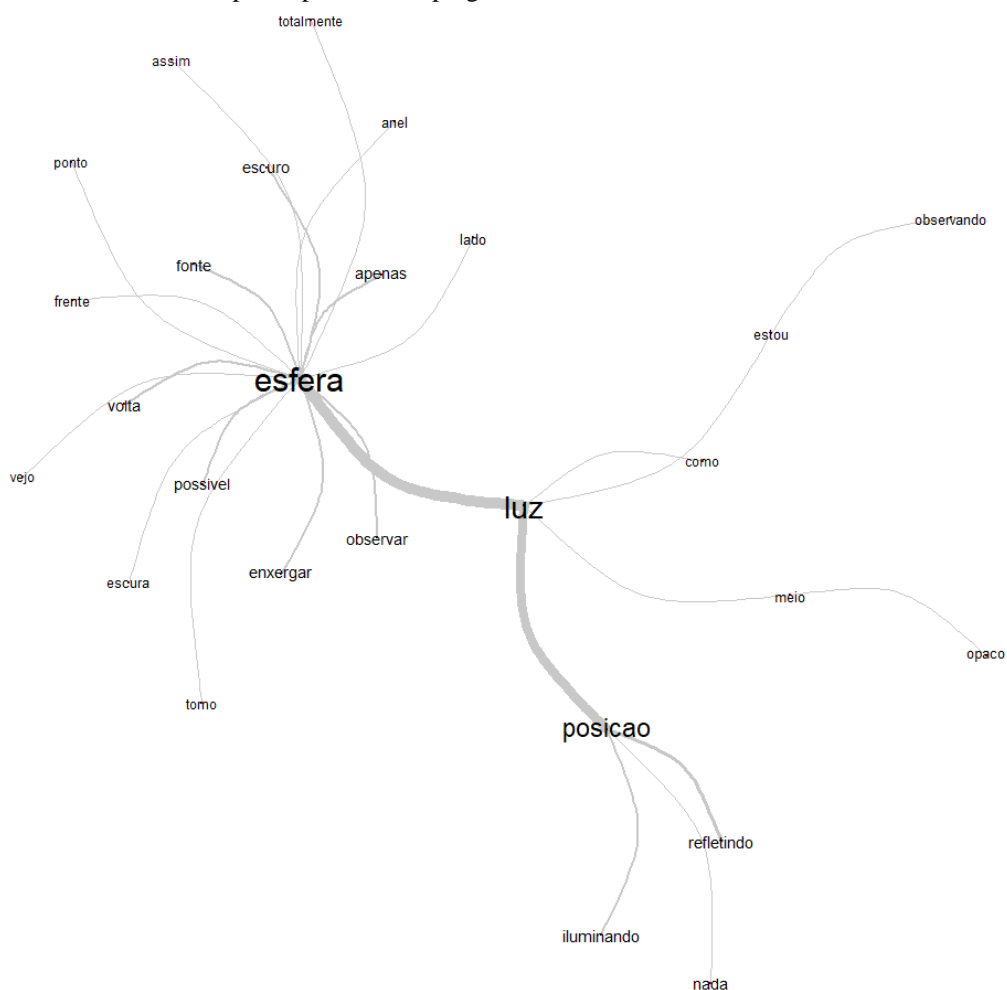 totalmente
assim
anel
ponto
escuro
observando
lado
fonte
apenas
frente
estou
esfera
volta
como
vejo
possivel
luz
observar
enxergar
escura
meio
opaco
torno
posicao
refletindo
iluminando
nada